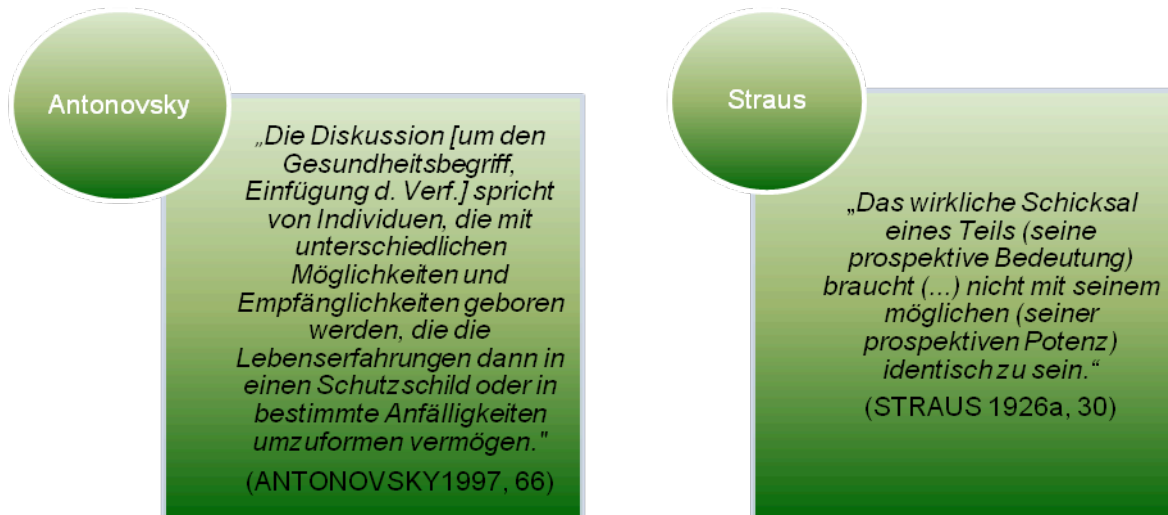 Antonovsky
„Die Diskussion [um den
Gesundheitsbegriff,
Einfügung d. Verf.] spricht
von Individuen, die mit
unterschiedlichen
Möglichkeiten und
Empfänglichkeiten geboren
werden, die die
Lebenserfahrungen dann in
einen Schutzschild oder in
bestimmte Anfälligkeiten
umzuformen vermögen."
(ANTONOVSKY1997, 66)
Straus
„Das wirkliche Schicksal
eines Teils (seine
prospektive Bedeutung)
braucht (...) nicht mit seinem
möglichen (seiner
prospektiven Potenz)
identisch zu sein.“
(STRAUS 1926a, 30)